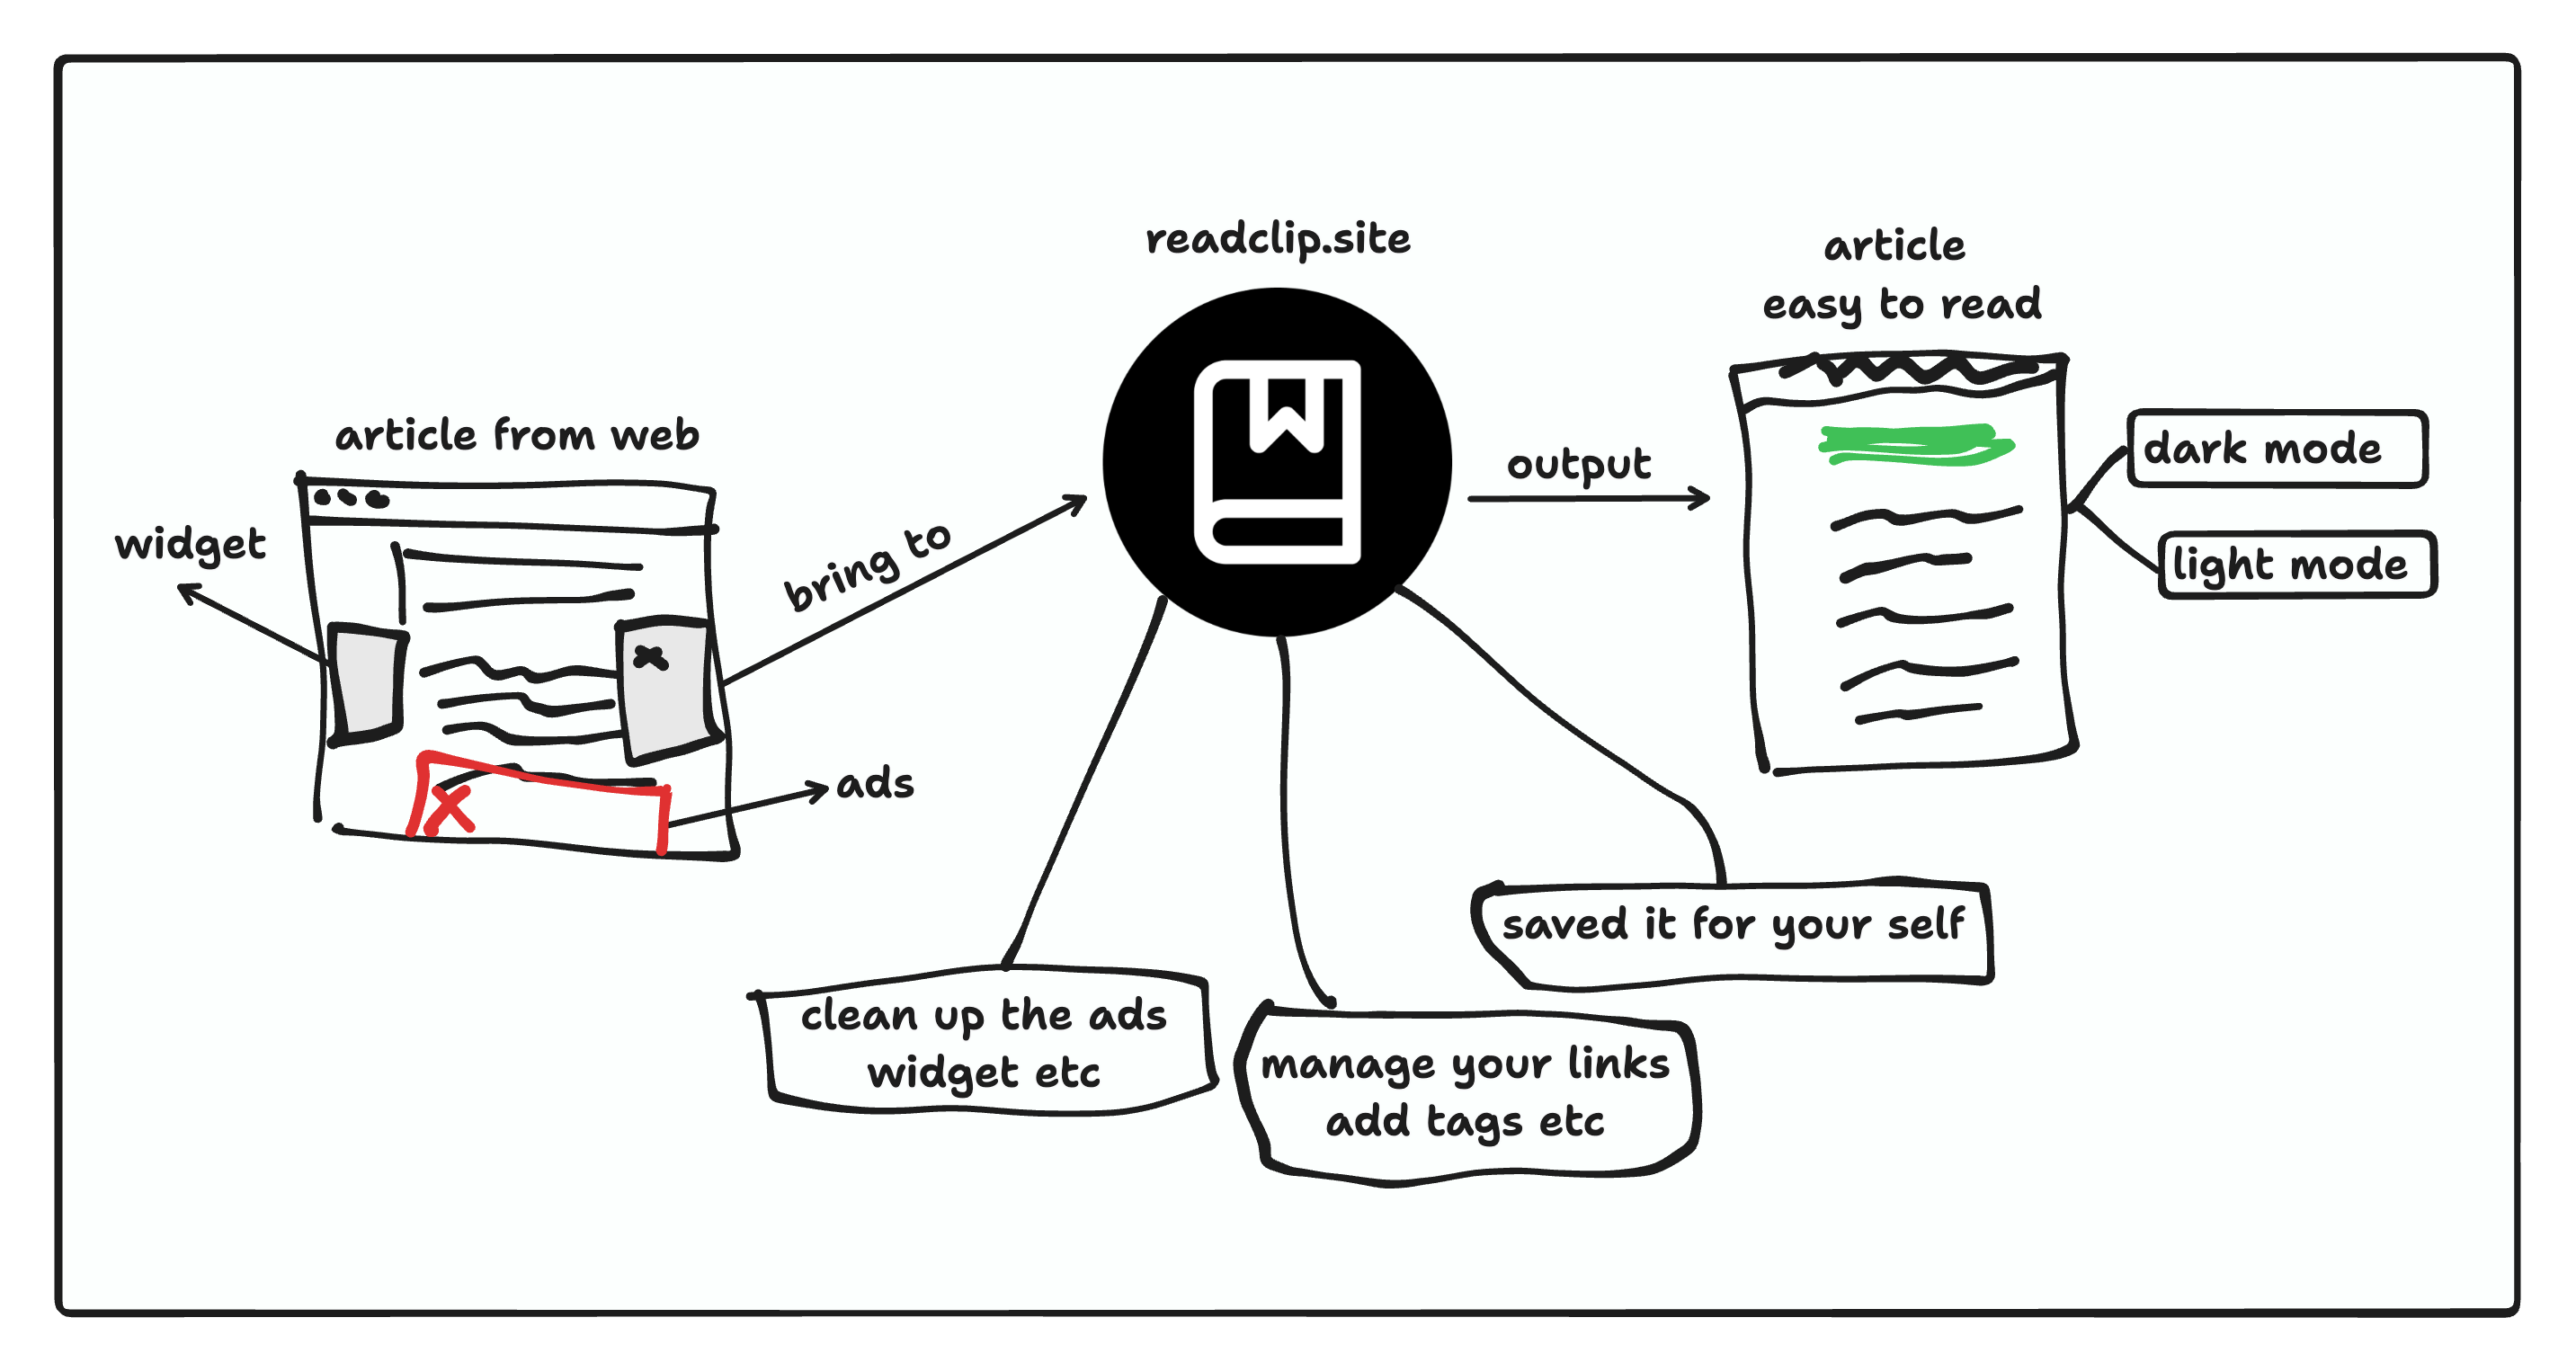 readclip.site
article
easy to read
article from web
widget
bring to
output
dark mode
light mode
ads
saved it for your self
clean up the ads
widget etc
manage your links
add tags etc